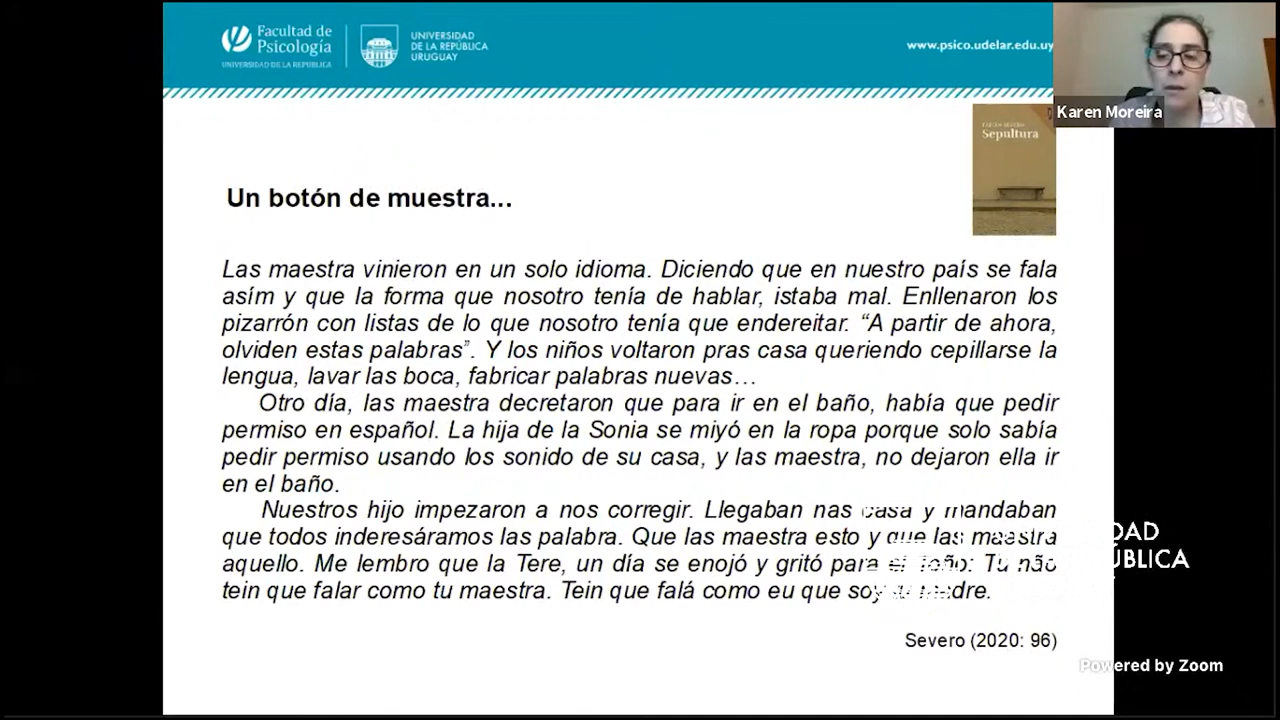 Facultad de
Psicología
UNIVERSIDAD DE LA REPÚBLICA
UNIVERSIDAD
DE LA REPÚBLICA
URUGUAY
www.psico.udelar.edu.uy
Karen Moreira
Sepultura
Un botón de muestra...
Las maestra vinieron en un solo idioma. Diciendo que en nuestro país se fala
asím y que la forma que nosotro tenía de hablar, istaba mal. Enllenaron los
pizarrón con listas de lo que nosotro tenía que endereitar. “A partir de ahora,
olviden estas palabras”. Y los niños voltaron pras casa queriendo cepillarse la
lengua, lavar las boca, fabricar palabras nuevas…
Otro día, las maestra decretaron que para ir en el baño, había que pedir
permiso en español. La hija de la Sonia se miyó en la ropa porque solo sabía
pedir permiso usando los sonido de su casa, y las maestra, no dejaron ella ir
en el baño.
Nuestros hijo impezaron a nos corregir. Llegaban nas casa y mandaban
que todos inderesáramos las palabra. Que las maestra esto y que las maestra
aquello. Me lembro que la Tere, un día se enojó y gritó para el Toño: Tu não
tein que falar como tu maestra. Tein que falá como eu que soy madre.
DAD
ÚBLICA
Severo (2020: 96)
Powered by Zoom